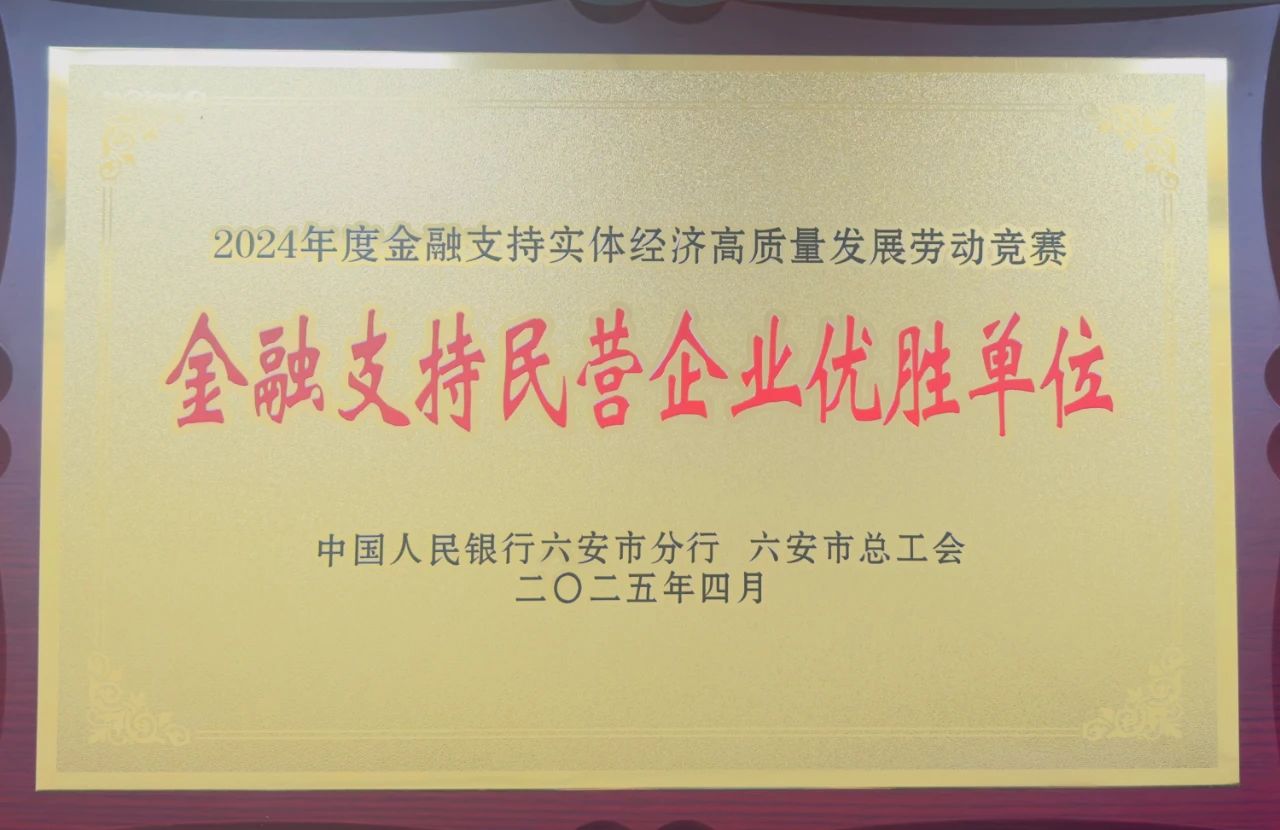 2024年度金融支持实体经济高质量发展劳动竞赛
金融支持民营企业优胜单位
中国人民银行六安市分行 六安市总工会
二〇二五年四月